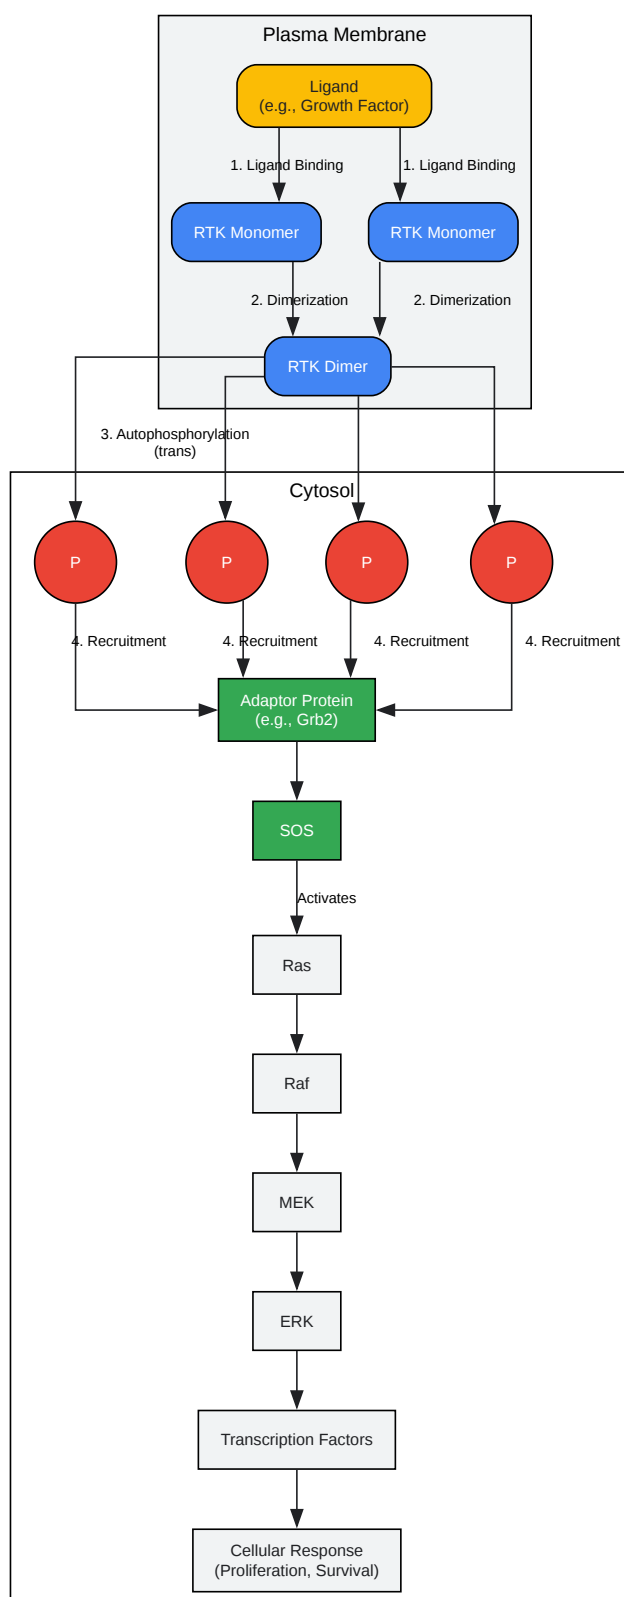 Plasma Membrane
Ligand
(e.g., Growth Factor)
1. Ligand Binding
1. Ligand Binding
RTK Monomer
RTK Monomer
2. Dimerization
2. Dimerization
RTK Dimer
3. Autophosphorylation
(trans)
Cytosol
P
P
P
P
4. Recruitment
4. Recruitment
4. Recruitment
4. Recruitment
Adaptor Protein
(e.g., Grb2)
SOS
Activates
Ras
Raf
MEK
ERK
Transcription Factors
Cellular Response
(Proliferation, Survival)